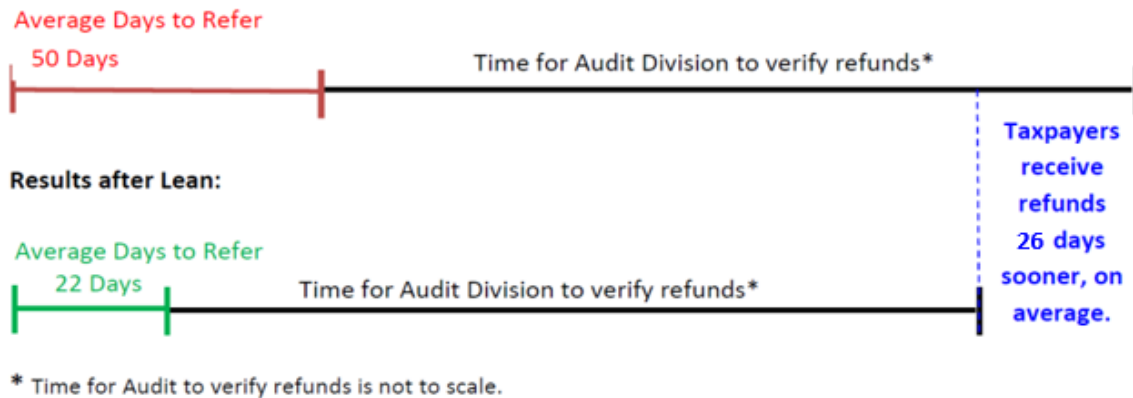 Average Days to Refer
50 Days
Time for Audit Division to verify refunds*
Taxpayers
receive
refunds
26 days
sooner, on
average.
Results after Lean:
Average Days to Refer
22 Days
Time for Audit Division to verify refunds*
* Time for Audit to verify refunds is not to scale.